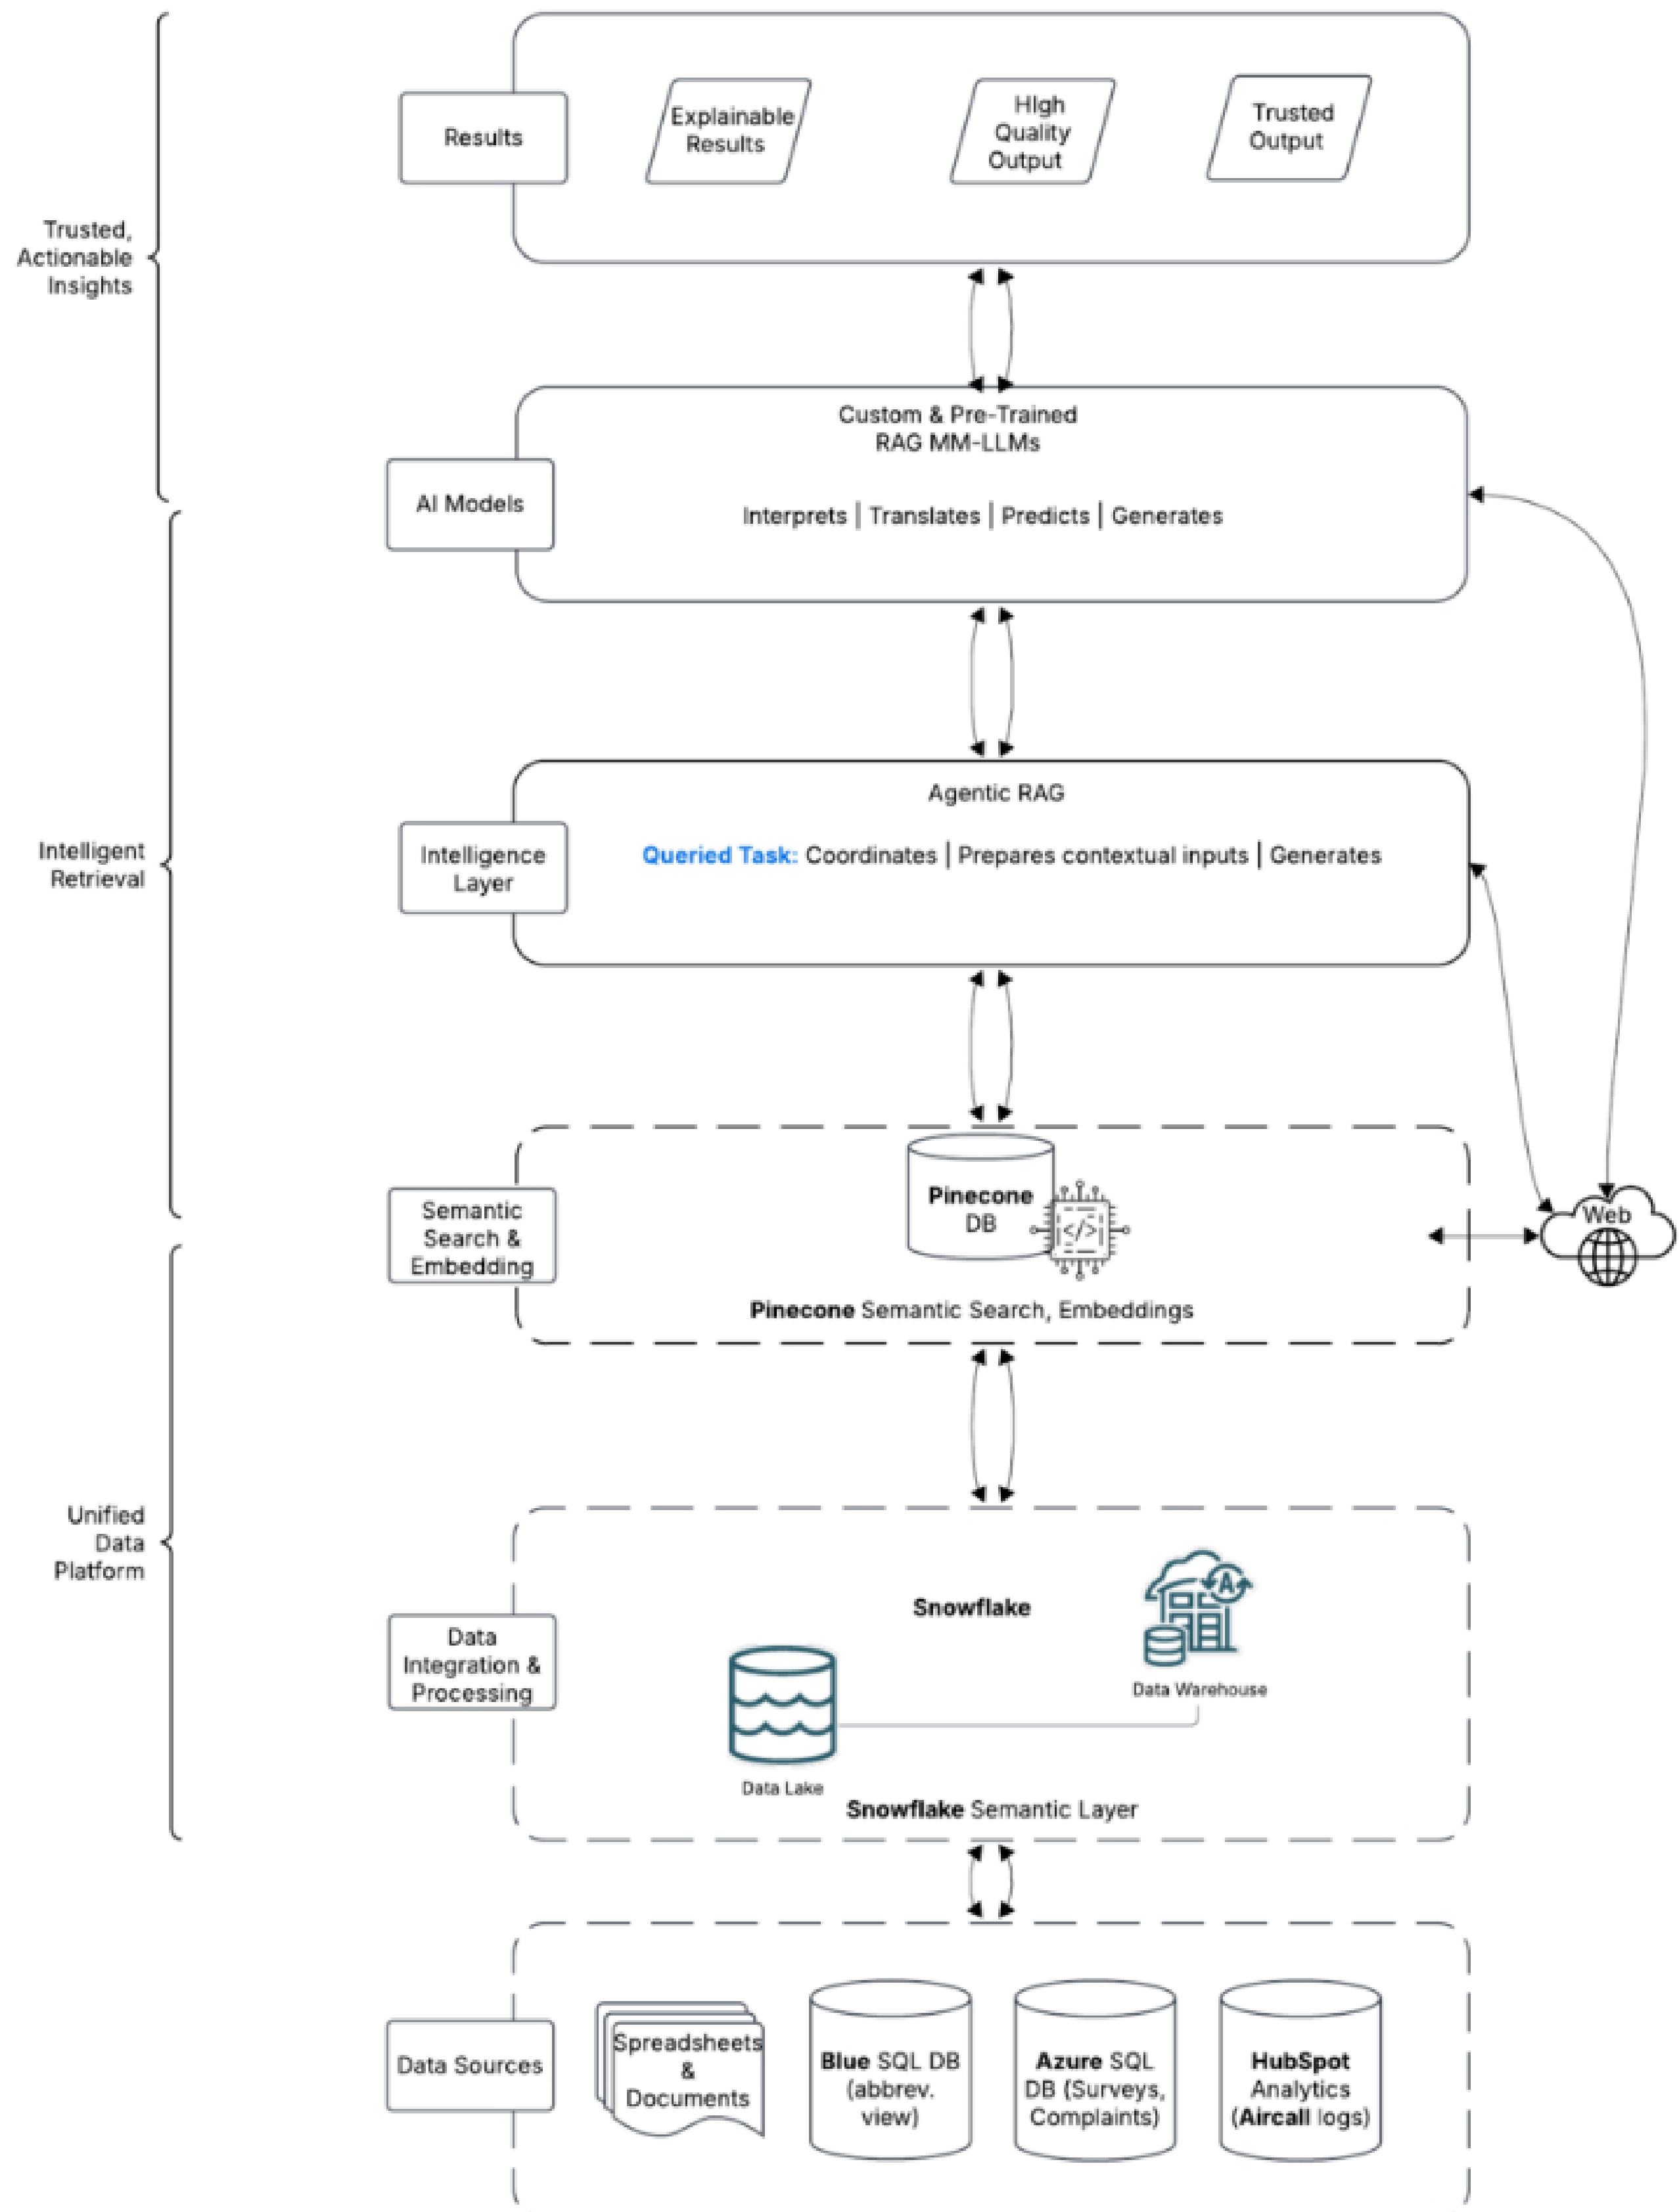 Results
Explainable
Results
HIgh
Quality
Output
Trusted
Output
Trusted,
Actionable
Insights
Custom & Pre-Trained
RAG MM-LLMs
AI Models
Interprets | Translates | Predicts | Generates
Agentic RAG
Intelligence
Layer
Queried Task: Coordinates | Prepares contextual inputs | Generates
Intelligent
Retrieval
Semantic
Search &
Embedding
Pinecone
DB
</>
Web
Pinecone Semantic Search, Embeddings
Unified
Data
Platform
Data
Integration &
Processing
Snowflake
A
Data Warehouse
Data Lake
Snowflake Semantic Layer
Data Sources
Spreadsheets
&
Documents
Blue SQL DB
(abbrev.
view)
Azure SQL
DB (Surveys,
Complaints)
HubSpot
Analytics
(Aircall logs)